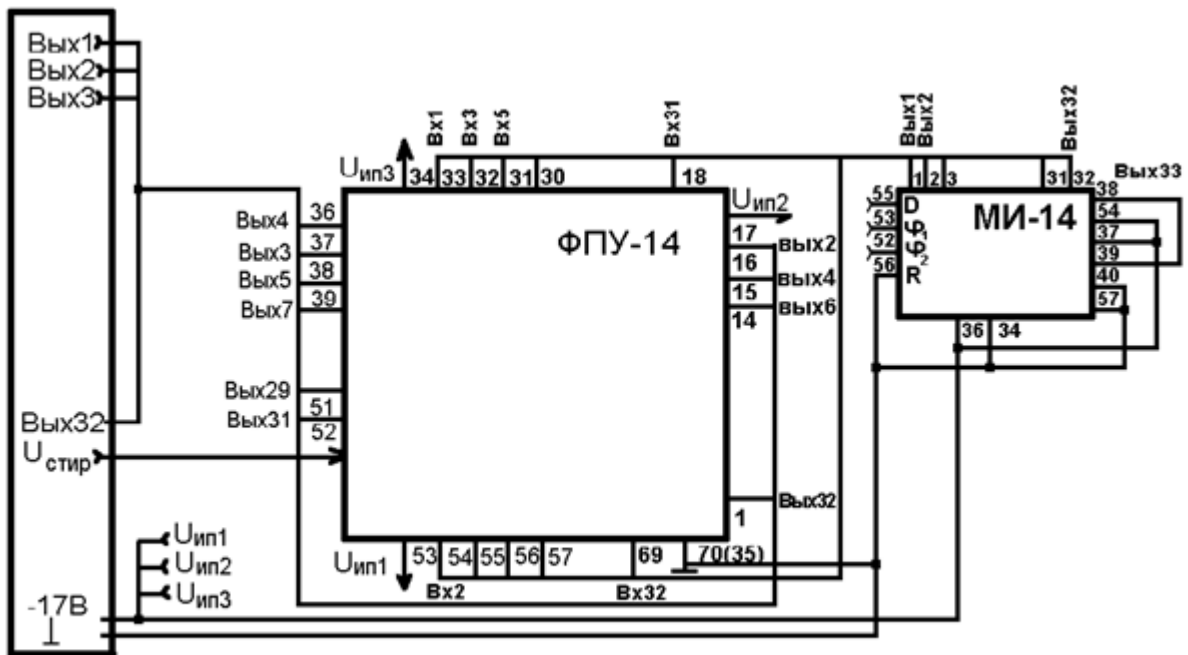 Вых1
Вых2
Вых3
Вых32
Uстир
Uип1
Uип2
Uип3
-17В
Uип3
34
33
32
31
30
18
Вх1
Вх3
Вх5
Вх31
Вых4
36
Вых3
37
Вых5
38
Вых7
39
Вых29
Вых31
51
52
ФПУ-14
Uип2
17
вых2
16
вых4
15
вых6
14
Вых32
1
Uип1
53
54
55
56
57
69
70(35)
Вх2
Вх32
Вых1
Вых2
Вых32
Вых33
1
2
3
31
32
55
D
53
φ1
52
φ2
56
R
МИ-14
38
54
37
39
40
57
36
34